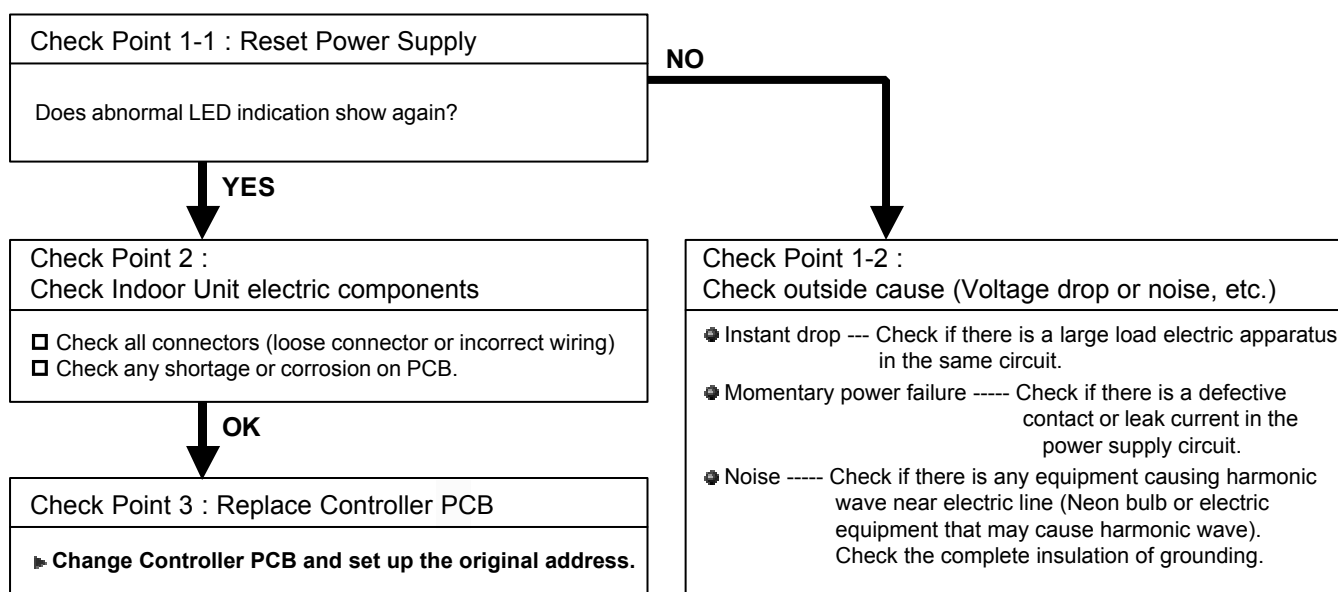 Check Point 1-1 : Reset Power Supply
Does abnormal LED indication show again?
NO
YES
Check Point 2 :
Check Indoor Unit electric components
Check all connectors (loose connector or incorrect wiring)
Check any shortage or corrosion on PCB.
OK
Check Point 3 : Replace Controller PCB
Change Controller PCB and set up the original address.
Check Point 1-2 :
Check outside cause (Voltage drop or noise, etc.)
Instant drop --- Check if there is a large load electric apparatus
in the same circuit.
Momentary power failure ----- Check if there is a defective
contact or leak current in the
power supply circuit.
Noise ----- Check if there is any equipment causing harmonic
wave near electric line (Neon bulb or electric
equipment that may cause harmonic wave).
Check the complete insulation of grounding.